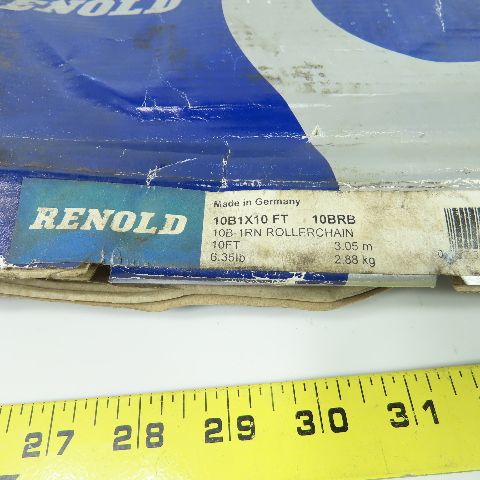 RENOLD
Made in Germany
RENOLD
10B1X10 FT 10BRB
10B-1RN ROLLERCHAIN
10FT 3.05 m
6.35lb 2.88 kg
27 28 29 30 31